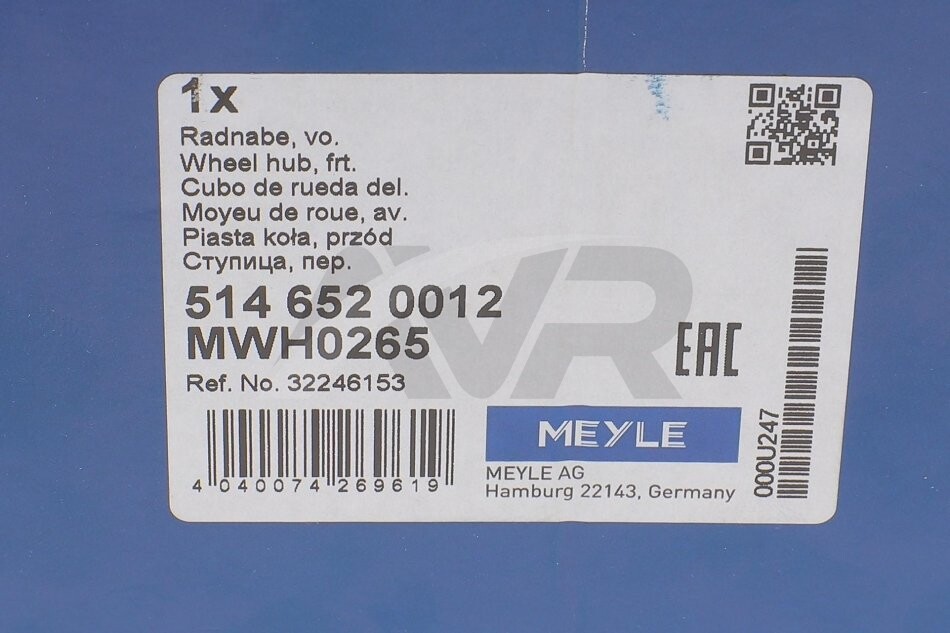 1x
Radnabe, vo.
Wheel hub, frt.
Cubo de rueda del.
Moyeu de roue, av.
Piasta koła, przód
Ступица, пер.
514 652 0012
MWH0265
Ref. No. 32246153
4 040074 269619
EAC
MEYLE
MEYLE AG
Hamburg 22143, Germany
000U247
AVR